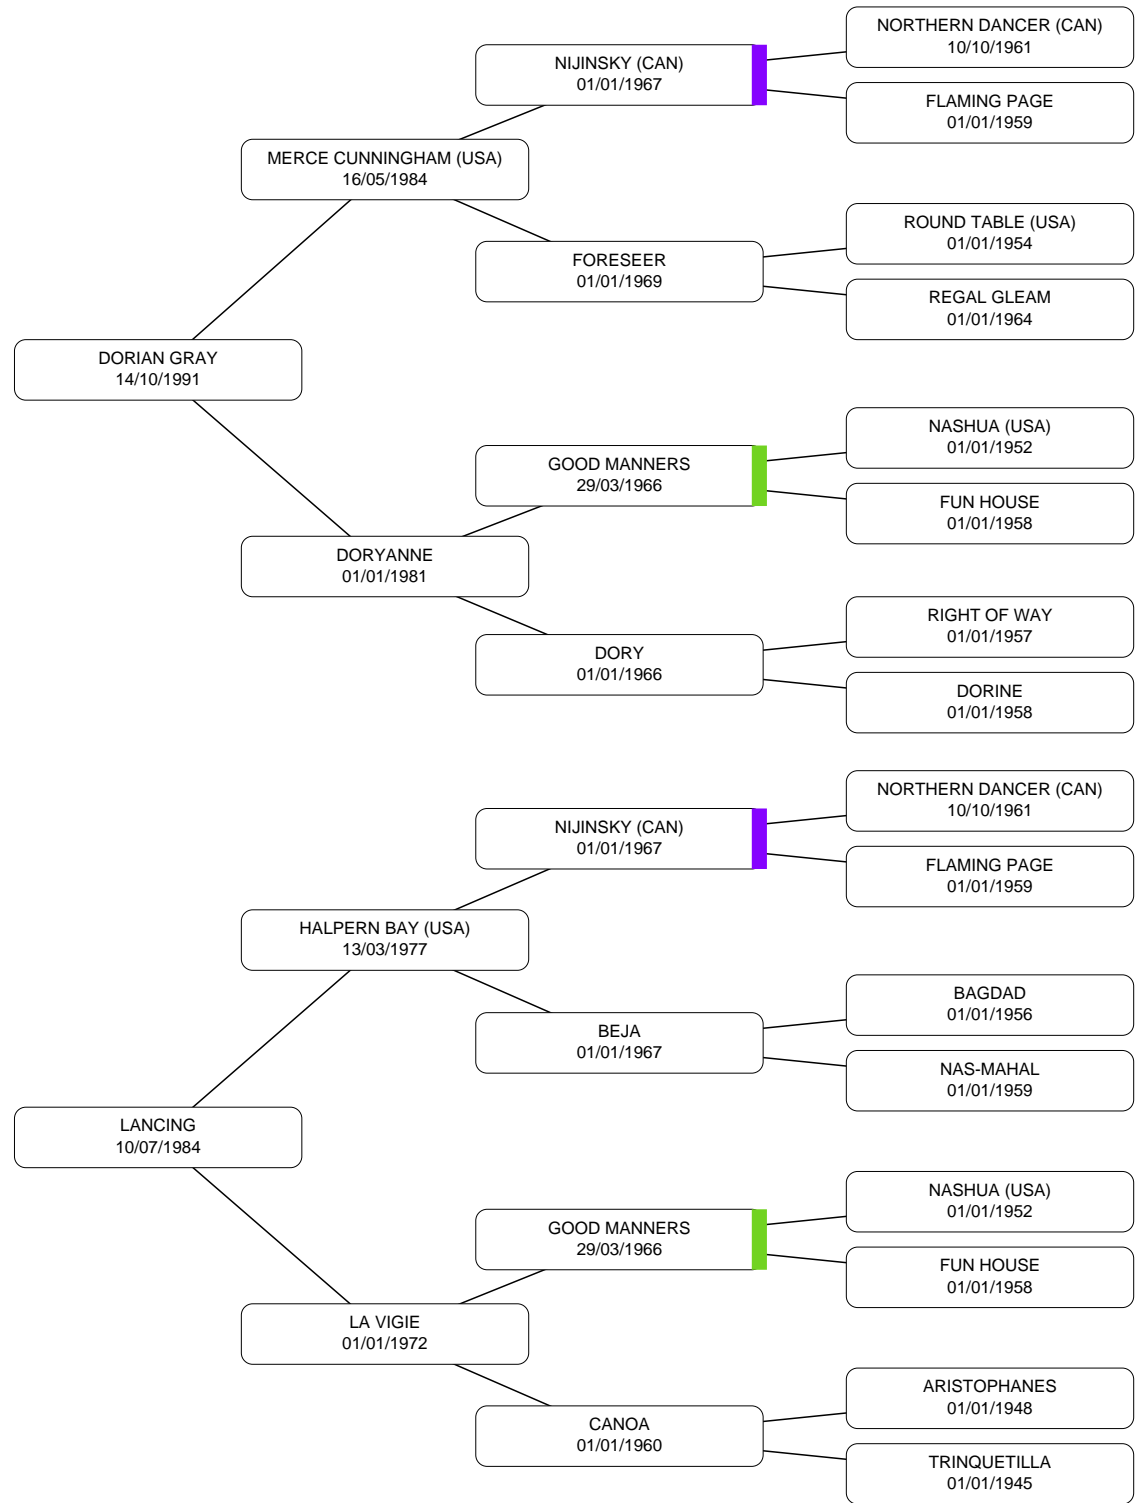 NORTHERN DANCER (CAN)
10/10/1961
NIJINSKY (CAN)
01/01/1967
FLAMING PAGE
01/01/1959
MERCE CUNNINGHAM (USA)
16/05/1984
ROUND TABLE (USA)
01/01/1954
FORESEER
01/01/1969
REGAL GLEAM
01/01/1964
DORIAN GRAY
14/10/1991
NASHUA (USA)
01/01/1952
GOOD MANNERS
29/03/1966
FUN HOUSE
01/01/1958
DORYANNE
01/01/1981
RIGHT OF WAY
01/01/1957
DORY
01/01/1966
DORINE
01/01/1958
NORTHERN DANCER (CAN)
10/10/1961
NIJINSKY (CAN)
01/01/1967
FLAMING PAGE
01/01/1959
HALPERN BAY (USA)
13/03/1977
BAGDAD
01/01/1956
BEJA
01/01/1967
NAS-MAHAL
01/01/1959
LANCING
10/07/1984
NASHUA (USA)
01/01/1952
GOOD MANNERS
29/03/1966
FUN HOUSE
01/01/1958
LA VIGIE
01/01/1972
ARISTOPHANES
01/01/1948
CANOA
01/01/1960
TRINQUETILLA
01/01/1945